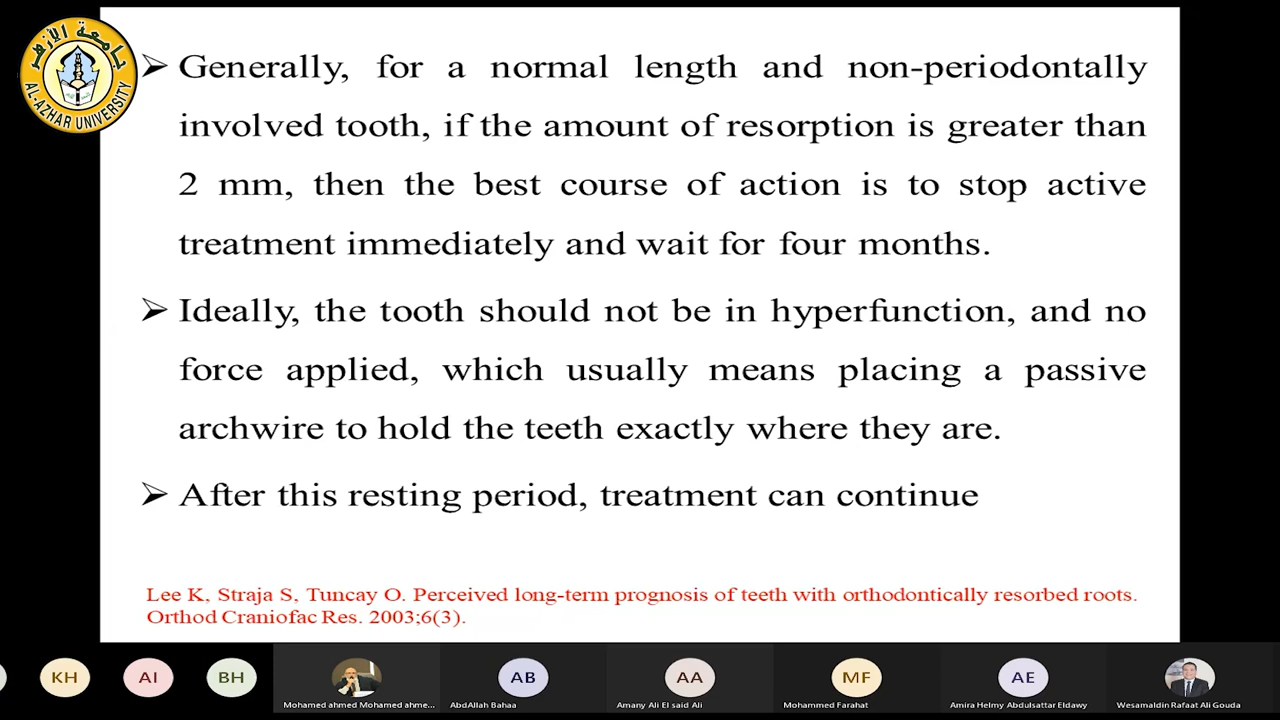 جامعة الأزهر
AL-AZHAR UNIVERSITY
➢ Generally, for a normal length and non-periodontally
involved tooth, if the amount of resorption is greater than
2 mm, then the best course of action is to stop active
treatment immediately and wait for four months.
➢ Ideally, the tooth should not be in hyperfunction, and no
force applied, which usually means placing a passive
archwire to hold the teeth exactly where they are.
➢ After this resting period, treatment can continue
Lee K, Straja S, Tuncay O. Perceived long-term prognosis of teeth with orthodontically resorbed roots.
Orthod Craniofac Res. 2003;6(3).
KH
AI
BH
AB
AA
MF
AE
Mohamed ahmed Mohamed ahme...
AbdAllah Bahaa
Amany Ali El said Ali
Mohammed Farahat
Amira Helmy Abdulsattar Eldawy
Wesamaldin Rafaat Ali Gouda